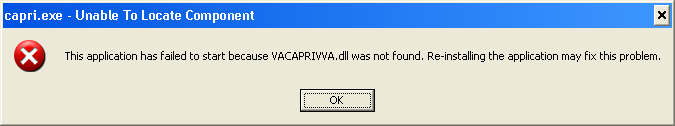 capri.exe - Unable To Locate Component
This application has failed to start because VACAPRIVVA.dll was not found. Re-installing the application may fix this problem.
OK